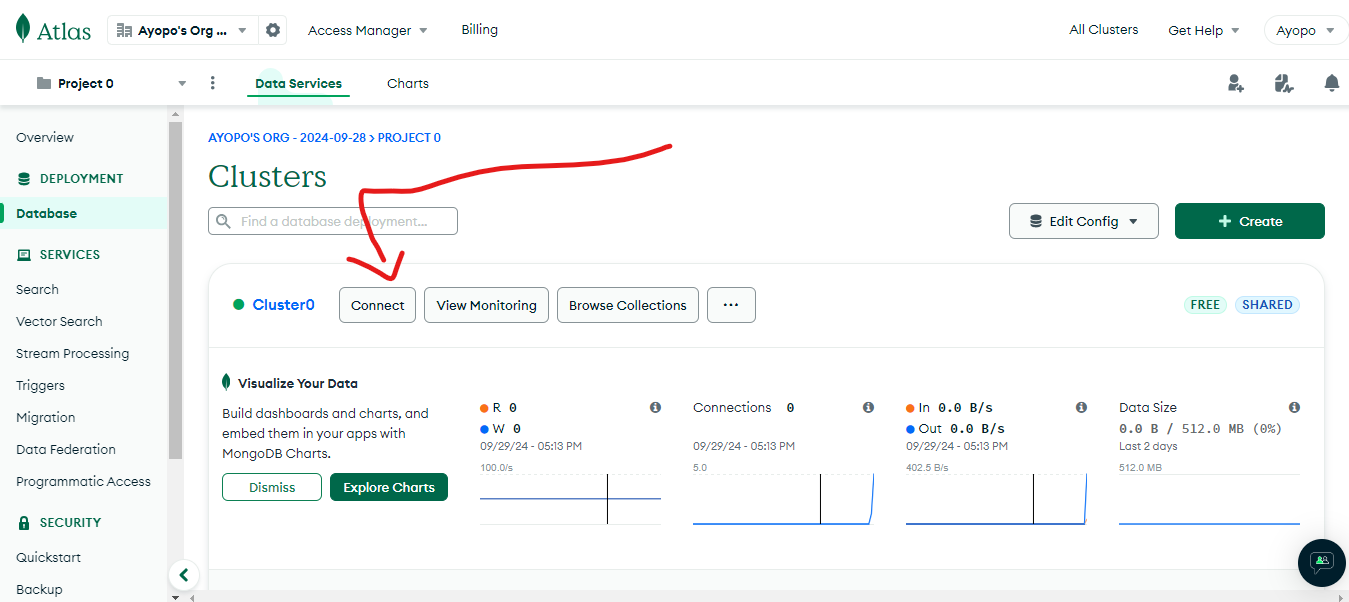 Atlas
Ayopo's Org ...
Access Manager
Billing
All Clusters
Get Help
Ayopo
Project 0
Data Services
Charts
Overview
DEPLOYMENT
Database
SERVICES
Search
Vector Search
Stream Processing
Triggers
Migration
Data Federation
Programmatic Access
SECURITY
Quickstart
Backup
AYOPO'S ORG - 2024-09-28 > PROJECT 0
Clusters
Find a database deployment...
Edit Config
+ Create
Cluster0
Connect
View Monitoring
Browse Collections
...
FREE
SHARED
Visualize Your Data
Build dashboards and charts, and
embed them in your apps with
MongoDB Charts.
Dismiss
Explore Charts
R 0
W 0
09/29/24 - 05:13 PM
100.0/s
Connections 0
09/29/24 - 05:13 PM
5.0
In 0.0 B/s
Out 0.0 B/s
09/29/24 - 05:13 PM
402.5 B/s
Data Size
0.0 B / 512.0 MB (0%)
Last 2 days
512.0 MB